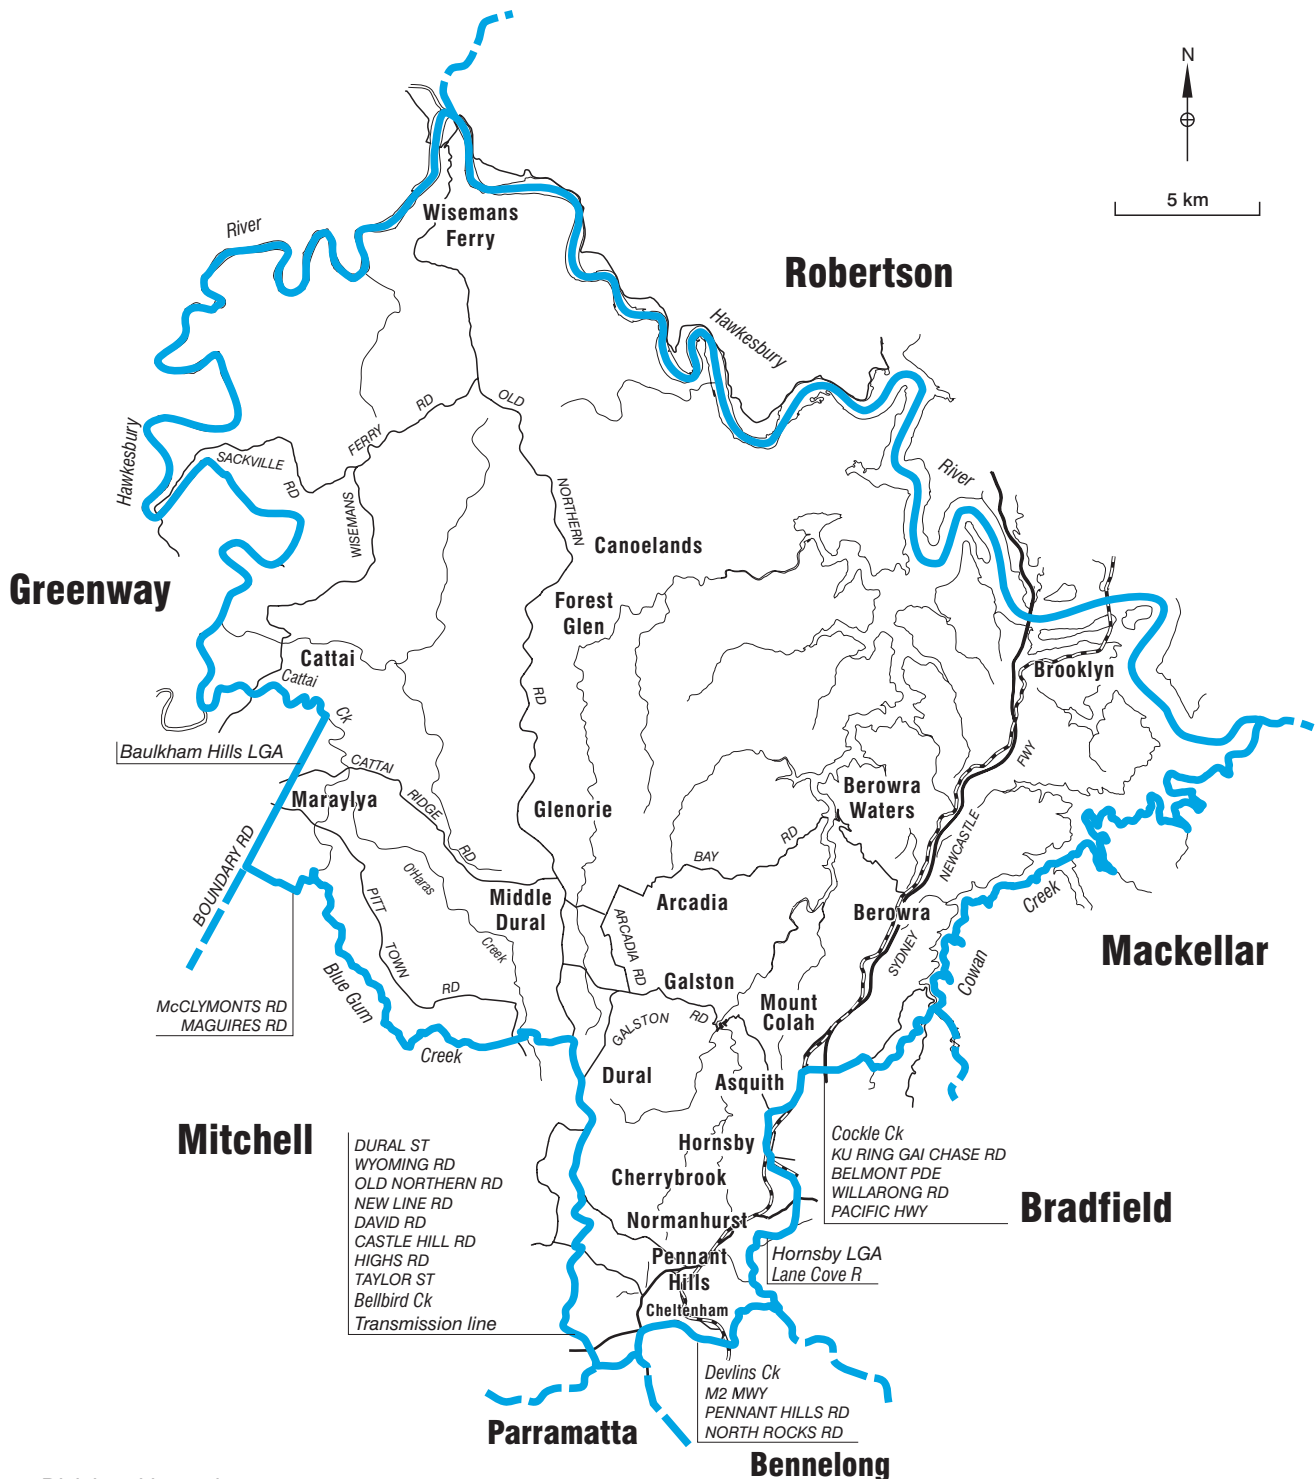 N
5 km
Wisemans
Ferry
River
Robertson
Hawkesbury
FERRY RD
OLD
Hawkesbury
SACKVILLE
RD
WISEMANS
NORTHERN
River
Canoelands
Greenway
Forest
Glen
Cattai
Cattai
Ck
RD
Brooklyn
Baulkham Hills LGA
CATTAI
RIDGE
RD
Maraylya
Glenorie
Berowra
Waters
FWY
NEWCASTLE
SYDNEY
BAY RD
BOUNDARY RD
O'Haras
Creek
Middle
Dural
Arcadia
ARCADIA RD
Berowra
Creek
Cowan
Mackellar
PITT
TOWN
RD
McCLYMONTS RD
MAGUIRES RD
Blue Gum
Creek
Galston
GALSTON RD
Mount
Colah
Dural
Asquith
Mitchell
DURAL ST
WYOMING RD
OLD NORTHERN RD
NEW LINE RD
DAVID RD
CASTLE HILL RD
HIGHS RD
TAYLOR ST
Bellbird Ck
Transmission line
Hornsby
Cherrybrook
Normanhurst
Pennant
Hills
Cheltenham
Cockle Ck
KU RING GAI CHASE RD
BELMONT PDE
WILLARONG RD
PACIFIC HWY
Bradfield
Hornsby LGA
Lane Cove R
Devlins Ck
M2 MWY
PENNANT HILLS RD
NORTH ROCKS RD
Parramatta
Bennelong